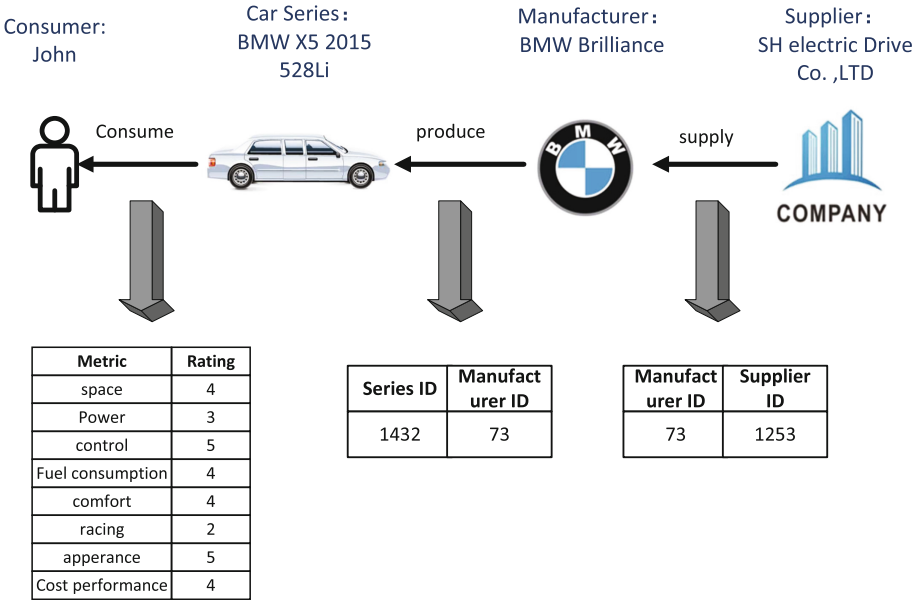 Consumer:
John
Car Series：
BMW X5 2015
528Li
Manufacturer：
BMW Brilliance
Supplier：
SH electric Drive
Co. ,LTD
Consume
produce
supply
BMW
COMPANY
Metric Rating
space 4
Power 3
control 5
Fuel consumption 4
comfort 4
racing 2
apperance 5
Cost performance 4
Series ID Manufact
urer ID
1432 73
Manufact Supplier
urer ID ID
73 1253